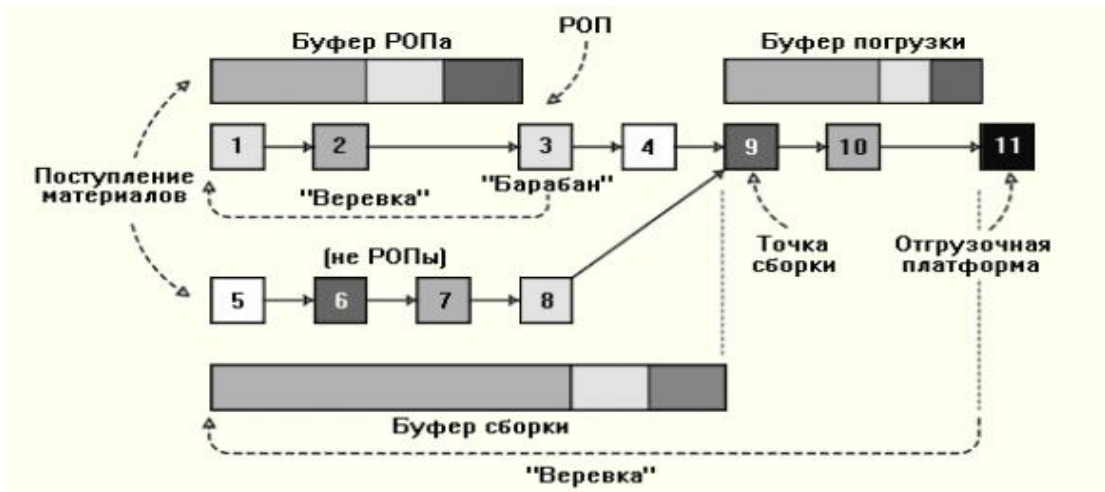 РОП
Буфер РОПа
Буфер погрузки
1
2
3
4
9
10
11
Поступление
материалов
"Веревка"
"Барабан"
(не РОПы)
Точка
сборки
Отгрузочная
платформа
5
6
7
8
Буфер сборки
"Веревка"